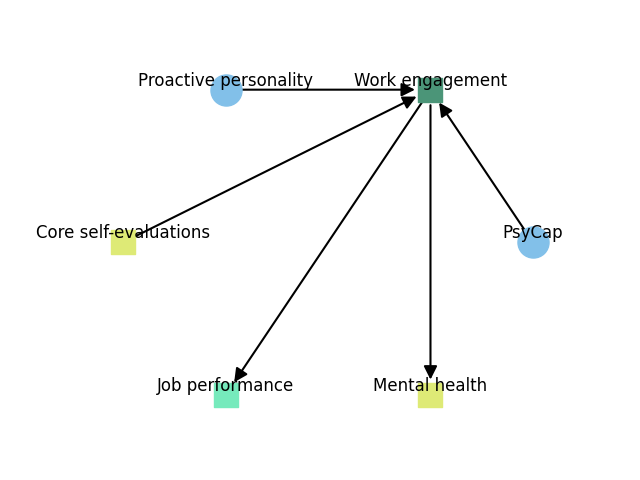 Proactive personality
Work engagement
Core self-evaluations
PsyCap
Job performance
Mental health